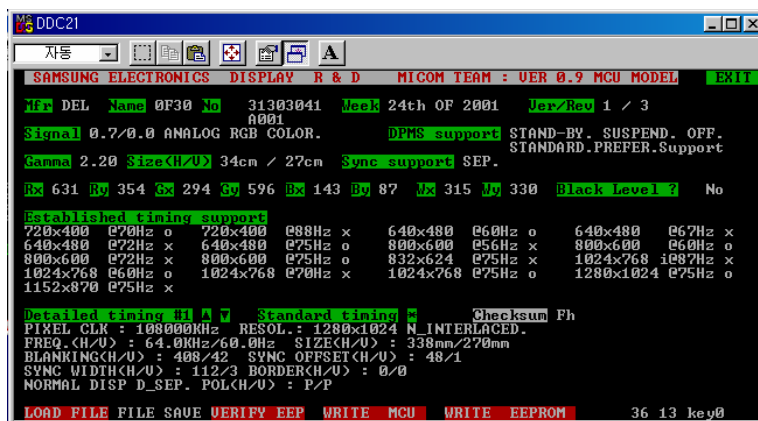 DDC21
자동
A
SAMSUNG ELECTRONICS DISPLAY R & D MICOM TEAM : VER 0.9 MCU MODEL EXIT
Mfr DEL Name 0F30 No 31303041 Week 24th OF 2001 Ver/Rev 1 / 3
A001
Signal 0.7/0.0 ANALOG RGB COLOR. DPMS support STAND-BY. SUSPEND. OFF.
STANDARD.PREFER.Support
Gamma 2.20 Size(H/V) 34cm / 27cm Sync support SEP.
Rx 631 Ry 354 Gx 294 Gy 596 Bx 143 By 87 Wx 315 Wy 330 Black Level ? No
Established timing support
720x400 @70Hz o 720x400 @88Hz x 640x480 @60Hz o 640x480 @67Hz x
640x480 @72Hz x 640x480 @75Hz o 800x600 @56Hz x 800x600 @60Hz o
800x600 @72Hz x 800x600 @75Hz o 832x624 @75Hz x 1024x768 i@87Hz x
1024x768 @60Hz o 1024x768 @70Hz x 1024x768 @75Hz o 1280x1024 @75Hz o
1152x870 @75Hz x
Detailed timing #1 ▲ ▼ Standard timing * Checksum Fh
PIXEL CLK : 108000KHz RESOL.: 1280x1024 N_INTERLACED.
FREQ.(H/V) : 64.0KHz/60.0Hz SIZE(H/V) : 338mm/270mm
BLANKING(H/V) : 408/42 SYNC OFFSET(H/V) : 48/1
SYNC WIDTH(H/V) : 112/3 BORDER(H/V) : 0/0
NORMAL DISP D_SEP. POL(H/V) : P/P
LOAD FILE FILE SAVE VERIFY EEP WRITE MCU WRITE EEPROM 36 13 key0